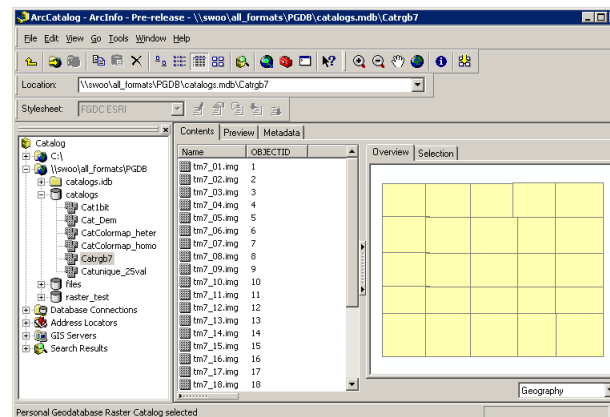 ArcCatalog - ArcInfo - Pre-release - \\swoo\all_formats\PGDB\catalogs.mdb\Catrgb7
File Edit View Go Tools Window Help
Location: \\swoo\all_formats\PGDB\catalogs.mdb\Catrgb7
Stylesheet: FGDC ESRI
Contents Preview Metadata
Catalog
C:\
\\swoo\all_formats\PGDB
catalogs.idb
catalogs
Cat1bit
Cat_Dem
CatColormap_heter
CatColormap_homo
Catrgb7
Catunique_25val
files
raster_test
Database Connections
Address Locators
GIS Servers
Search Results
Name OBJECTID
tm7_01.img 1
tm7_02.img 2
tm7_03.img 3
tm7_04.img 4
tm7_05.img 5
tm7_06.img 6
tm7_07.img 7
tm7_08.img 8
tm7_09.img 9
tm7_10.img 10
tm7_11.img 11
tm7_12.img 12
tm7_13.img 13
tm7_14.img 14
tm7_15.img 15
tm7_16.img 16
tm7_17.img 17
tm7_18.img 18
Overview Selection
Geography
Personal Geodatabase Raster Catalog selected